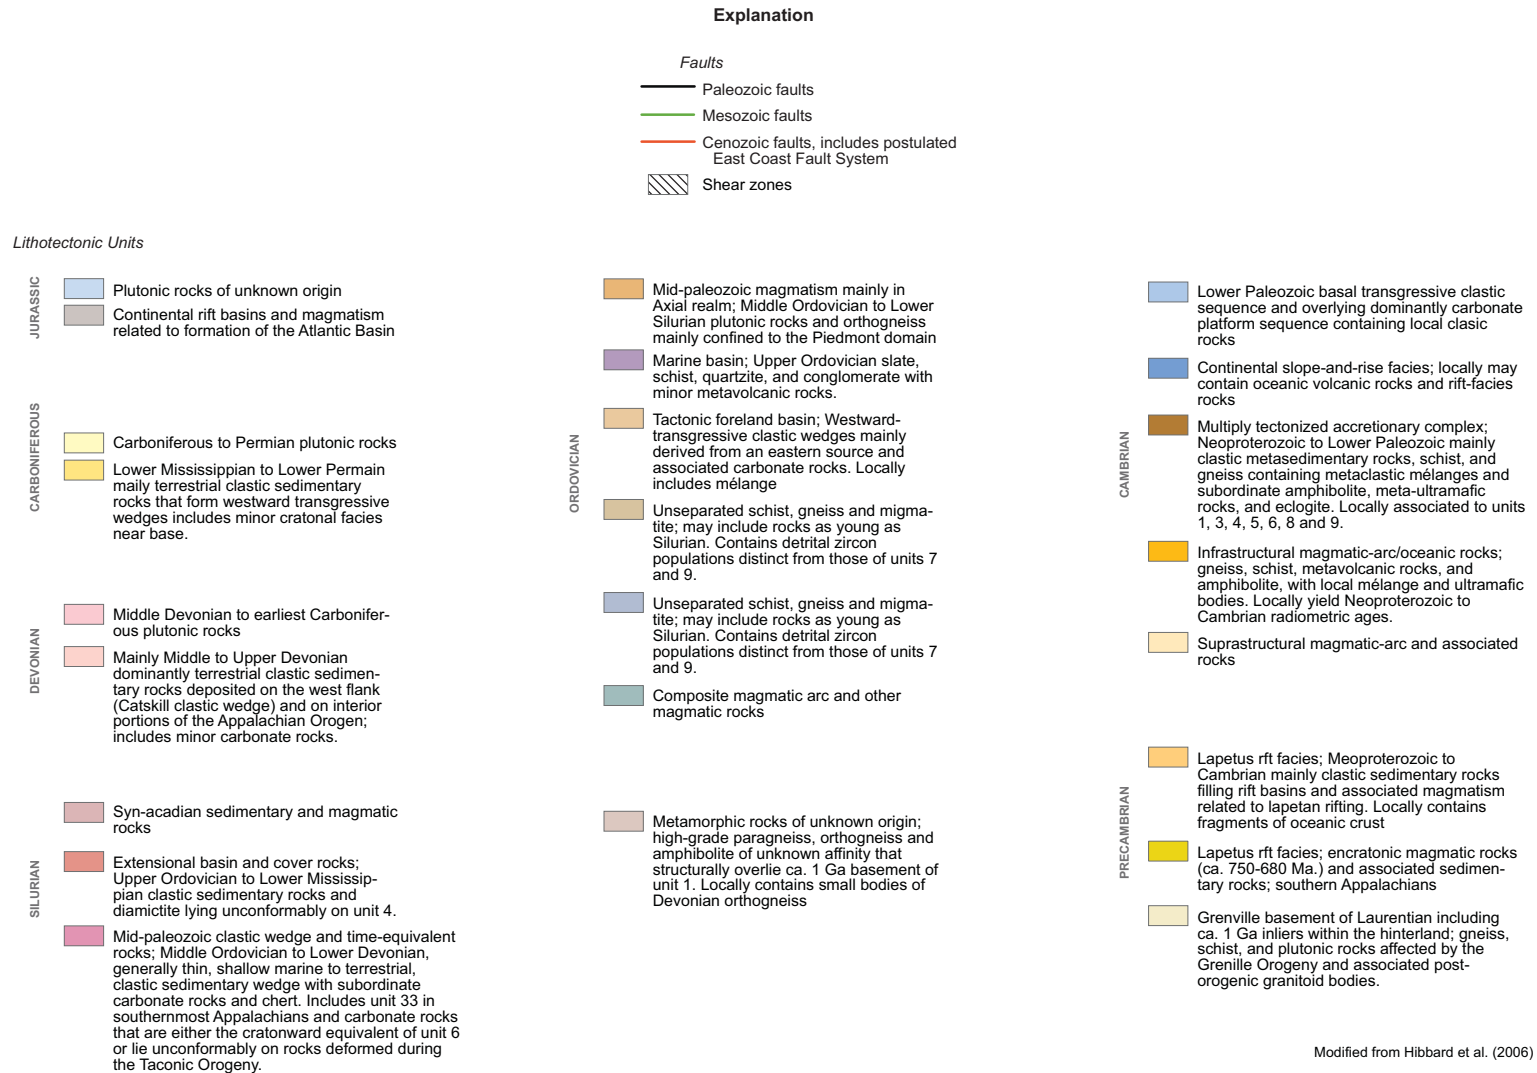 Explanation
Faults
Paleozoic faults
Mesozoic faults
Cenozoic faults, includes postulated
East Coast Fault System
Shear zones
Lithotectonic Units
JURASSIC
Plutonic rocks of unknown origin
Continental rift basins and magmatism
related to formation of the Atlantic Basin
CARBONIFEROUS
Carboniferous to Permian plutonic rocks
Lower Mississippian to Lower Permain
maily terrestrial clastic sedimentary
rocks that form westward transgressive
wedges includes minor cratonal facies
near base.
DEVONIAN
Middle Devonian to earliest Carbonifer-
ous plutonic rocks
Mainly Middle to Upper Devonian
dominantly terrestrial clastic sedimen-
tary rocks deposited on the west flank
(Catskill clastic wedge) and on interior
portions of the Appalachian Orogen;
includes minor carbonate rocks.
SILURIAN
Syn-acadian sedimentary and magmatic
rocks
Extensional basin and cover rocks;
Upper Ordovician to Lower Mississip-
pian clastic sedimentary rocks and
diamictite lying unconformably on unit 4.
Mid-paleozoic clastic wedge and time-equivalent
rocks; Middle Ordovician to Lower Devonian,
generally thin, shallow marine to terrestrial,
clastic sedimentary wedge with subordinate
carbonate rocks and chert. Includes unit 33 in
southernmost Appalachians and carbonate rocks
that are either the cratonward equivalent of unit 6
or lie unconformably on rocks deformed during
the Taconic Orogeny.
ORDOVICIAN
Mid-paleozoic magmatism mainly in
Axial realm; Middle Ordovician to Lower
Silurian plutonic rocks and orthogneiss
mainly confined to the Piedmont domain
Marine basin; Upper Ordovician slate,
schist, quartzite, and conglomerate with
minor metavolcanic rocks.
Tactonic foreland basin; Westward-
transgressive clastic wedges mainly
derived from an eastern source and
associated carbonate rocks. Locally
includes mélange
Unseparated schist, gneiss and migma-
tite; may include rocks as young as
Silurian. Contains detrital zircon
populations distinct from those of units 7
and 9.
Unseparated schist, gneiss and migma-
tite; may include rocks as young as
Silurian. Contains detrital zircon
populations distinct from those of units 7
and 9.
Composite magmatic arc and other
magmatic rocks
Metamorphic rocks of unknown origin;
high-grade paragneiss, orthogneiss and
amphibolite of unknown affinity that
structurally overlie ca. 1 Ga basement of
unit 1. Locally contains small bodies of
Devonian orthogneiss
CAMBRIAN
Lower Paleozoic basal transgressive clastic
sequence and overlying dominantly carbonate
platform sequence containing local clasic
rocks
Continental slope-and-rise facies; locally may
contain oceanic volcanic rocks and rift-facies
rocks
Multiply tectonized accretionary complex;
Neoproterozoic to Lower Paleozoic mainly
clastic metasedimentary rocks, schist, and
gneiss containing metaclastic mélanges and
subordinate amphibolite, meta-ultramafic
rocks, and eclogite. Locally associated to units
1, 3, 4, 5, 6, 8 and 9.
Infrastructural magmatic-arc/oceanic rocks;
gneiss, schist, metavolcanic rocks, and
amphibolite, with local mélange and ultramafic
bodies. Locally yield Neoproterozoic to
Cambrian radiometric ages.
Suprastructural magmatic-arc and associated
rocks
PRECAMBRIAN
Lapetus rft facies; Meoproterozoic to
Cambrian mainly clastic sedimentary rocks
filling rift basins and associated magmatism
related to lapetan rifting. Locally contains
fragments of oceanic crust
Lapetus rft facies; encratonic magmatic rocks
(ca. 750-680 Ma.) and associated sedimen-
tary rocks; southern Appalachians
Grenville basement of Laurentian including
ca. 1 Ga inliers within the hinterland; gneiss,
schist, and plutonic rocks affected by the
Grenille Orogeny and associated post-
orogenic granitoid bodies.
Modified from Hibbard et al. (2006)